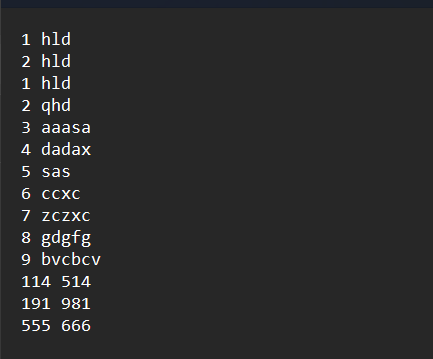 1 hld
2 hld
1 hld
2 qhd
3 aaasa
4 dadax
5 sas
6 ccxc
7 zczxc
8 gdgfg
9 bvcbcv
114 514
191 981
555 666